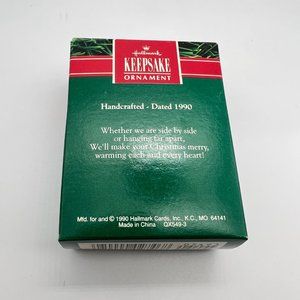 Hallmark
KEEPSAKE
ORNAMENT
Handcrafted - Dated 1990
Whether we are side by side
or hanging far apart,
We'll make your Christmas merry,
warming each and every heart!
Mfd. for and © 1990 Hallmark Cards, Inc., K.C., MO 64141
Made in China QX549-3